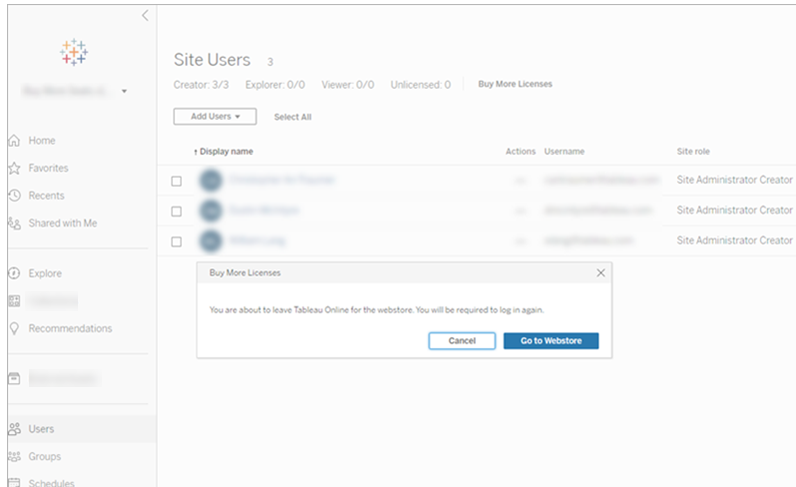 Site Users 3
Creator: 3/3 Explorer: 0/0 Viewer: 0/0 Unlicensed: 0 Buy More Licenses
Add Users ▾ Select All
↑ Display name Actions Username Site role
Site Administrator Creator
Site Administrator Creator
Site Administrator Creator
Buy More Licenses
You are about to leave Tableau Online for the webstore. You will be required to log in again.
Cancel Go to Webstore
Home
Favorites
Recents
Shared with Me
Explore
Recommendations
Users
Groups
Schedules